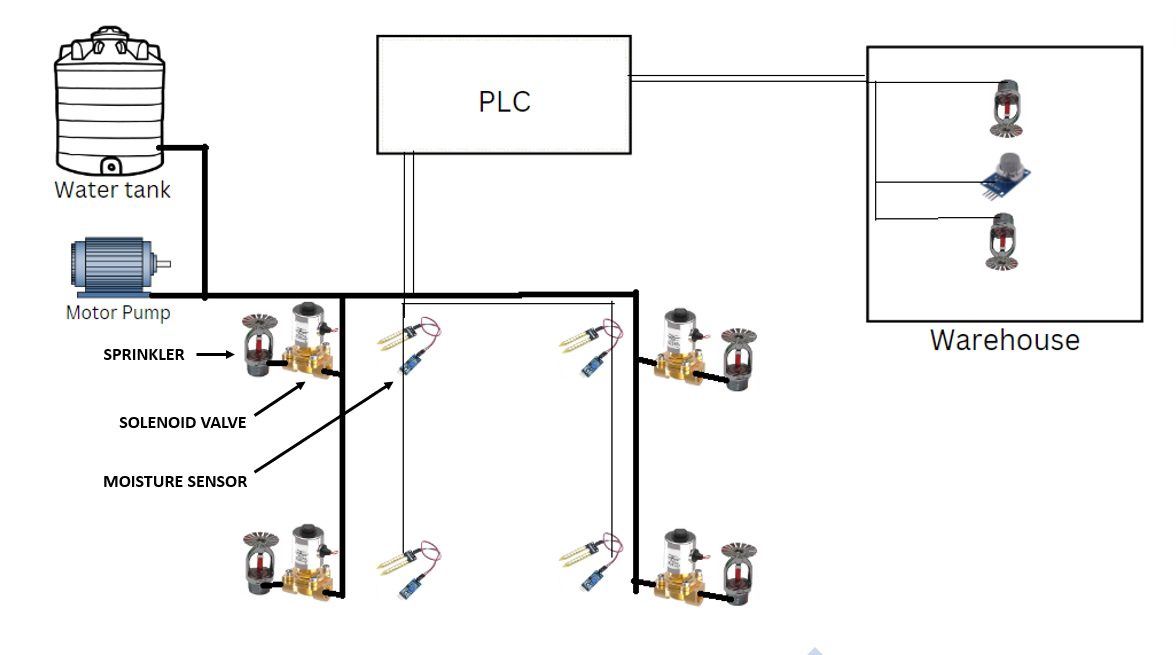 PLC
Water tank
Motor Pump
SPRINKLER
SOLENOID VALVE
MOISTURE SENSOR
Warehouse